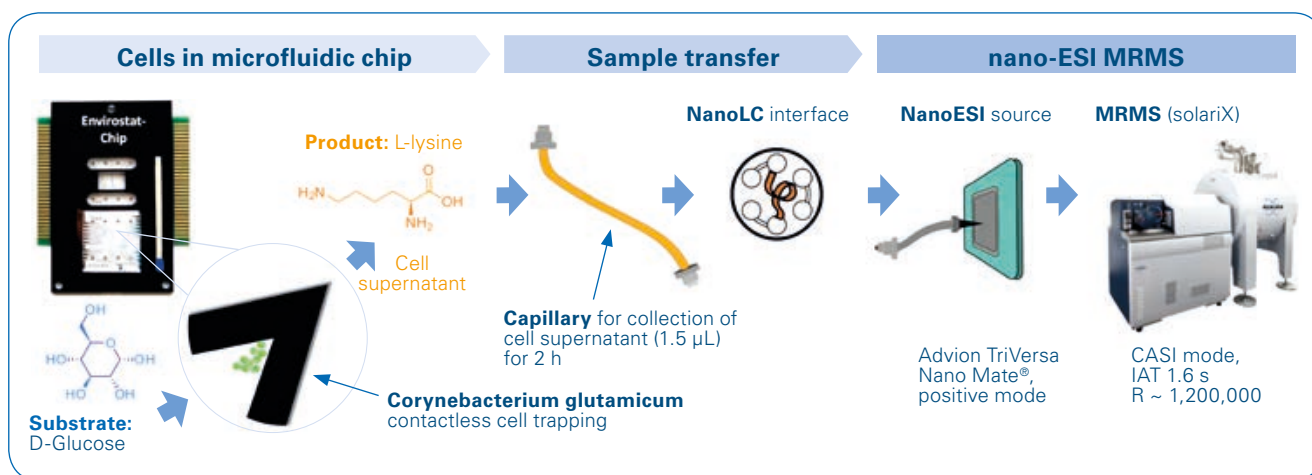 Cells in microfluidic chip
Sample transfer
nano-ESI MRMS
Envirostat-
Chip
Product: L-lysine
H₂N
O
OH
NH₂
Cell
supernatant
OH
HO
O
OH
HO
OH
OH
Substrate:
D-Glucose
Corynebacterium glutamicum
contactless cell trapping
Capillary for collection of
cell supernatant (1.5 µL)
for 2 h
NanoLC interface
NanoESI source
Advion TriVersa
Nano Mate®,
positive mode
MRMS (solariX)
CASI mode,
IAT 1.6 s
R ~ 1,200,000